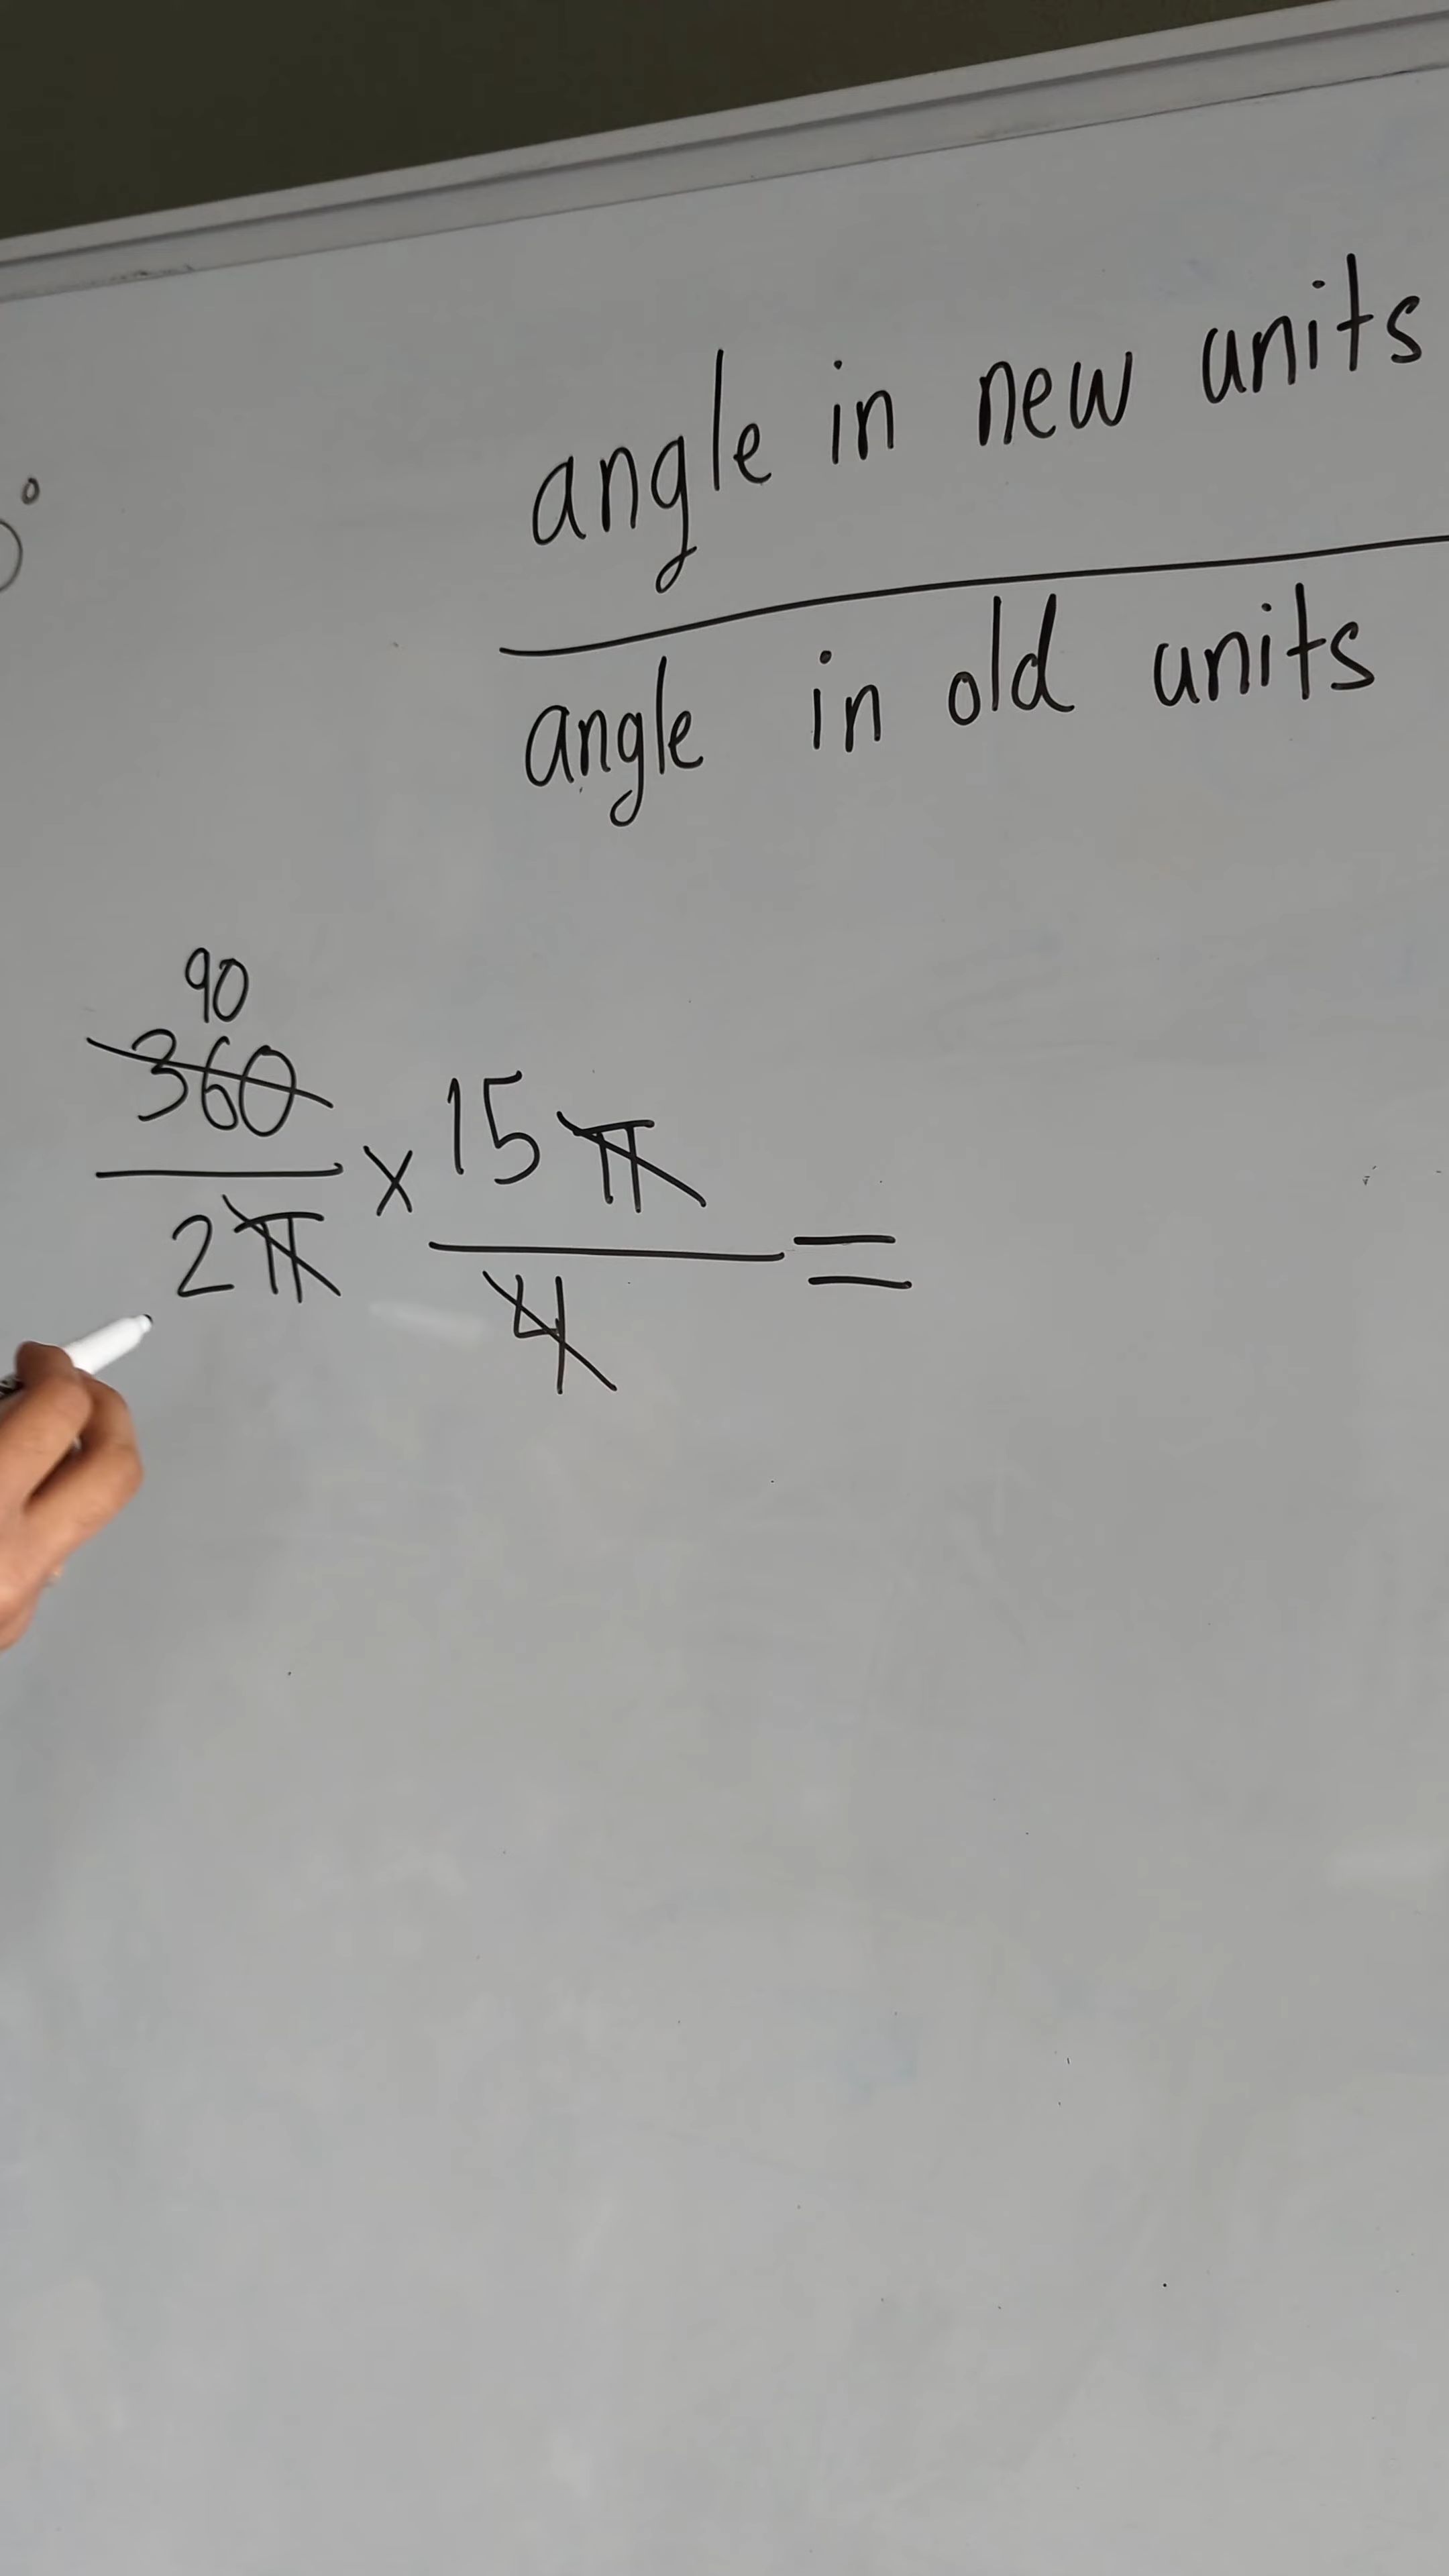 angle in new units
angle in old units
90
360
2π
×
15π
4
=